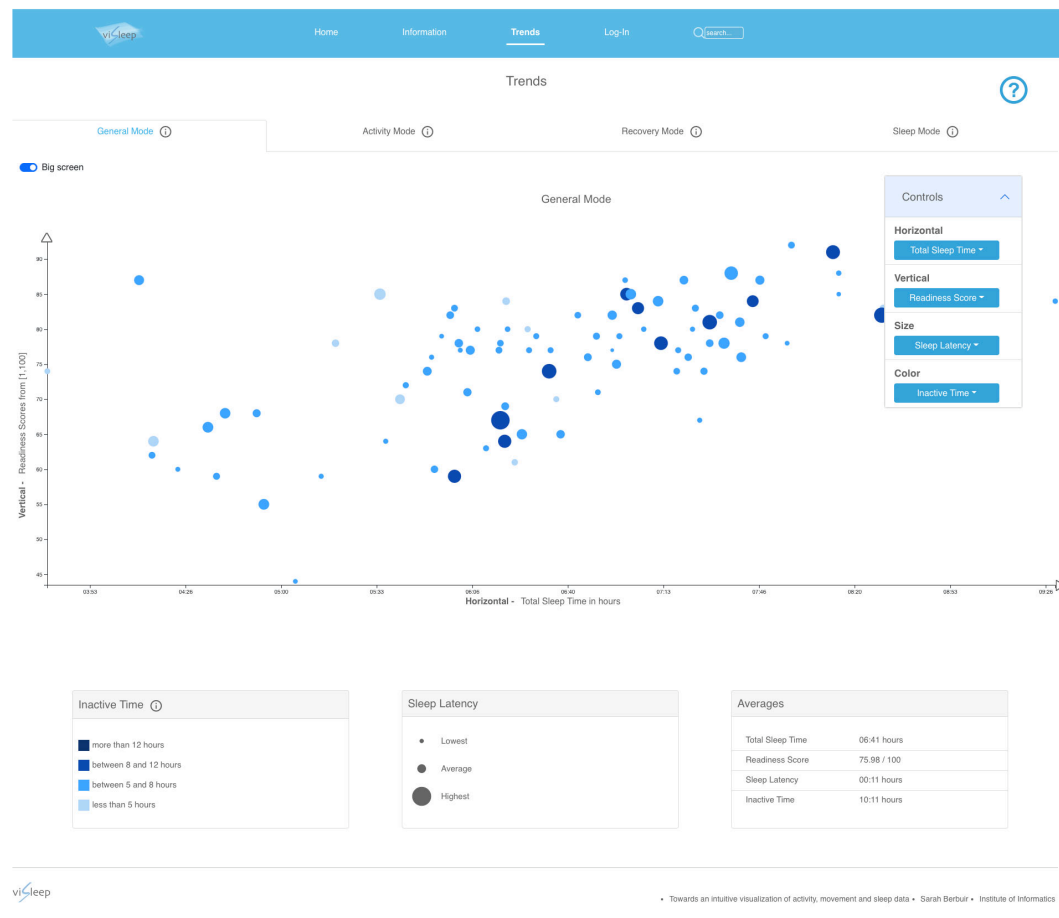 viSleep
Home Information Trends Log-In search...
Trends
?
General Mode Activity Mode Recovery Mode Sleep Mode
Big screen
General Mode
Controls
Horizontal
Total Sleep Time
Vertical
Readiness Score
Size
Sleep Latency
Color
Inactive Time
Vertical - Readiness Scores from [1,100]
90
85
80
75
70
65
60
55
50
45
03:53 04:26 05:00 05:33 06:06 06:40 07:13 07:46 08:20 08:53 09:26
Horizontal - Total Sleep Time in hours
Inactive Time
more than 12 hours
between 8 and 12 hours
between 5 and 8 hours
less than 5 hours
Sleep Latency
Lowest
Average
Highest
Averages
Total Sleep Time 06:41 hours
Readiness Score 75.98 / 100
Sleep Latency 00:11 hours
Inactive Time 10:11 hours
viSleep
• Towards an intuitive visualization of activity, movement and sleep data • Sarah Berbuir • Institute of Informatics